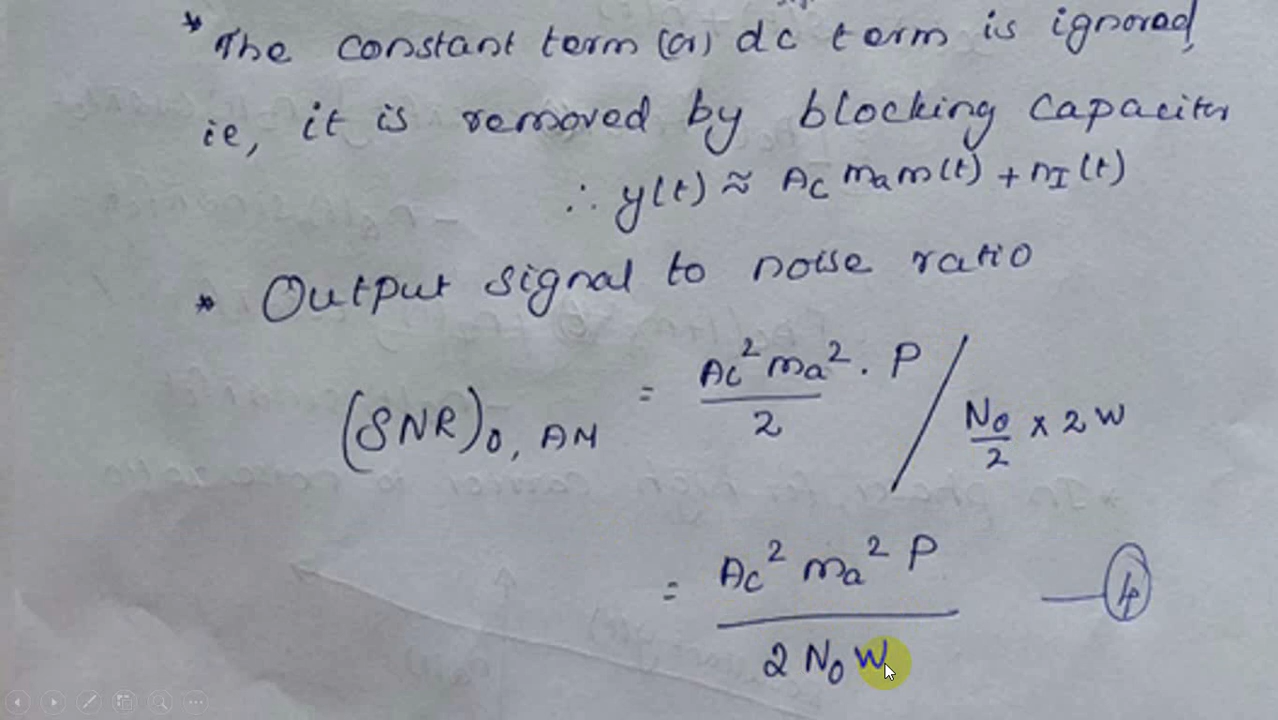 * The constant term (or) dc term is ignored,
ie, it is removed by blocking capacitor
∴ y(t) ≈ Ac ma m(t) + nI(t)
* Output signal to noise ratio
(SNR)o, AM = Ac² ma²/2 . P / N0/2 x 2W
= Ac² ma² P / 2 N0 W — 4